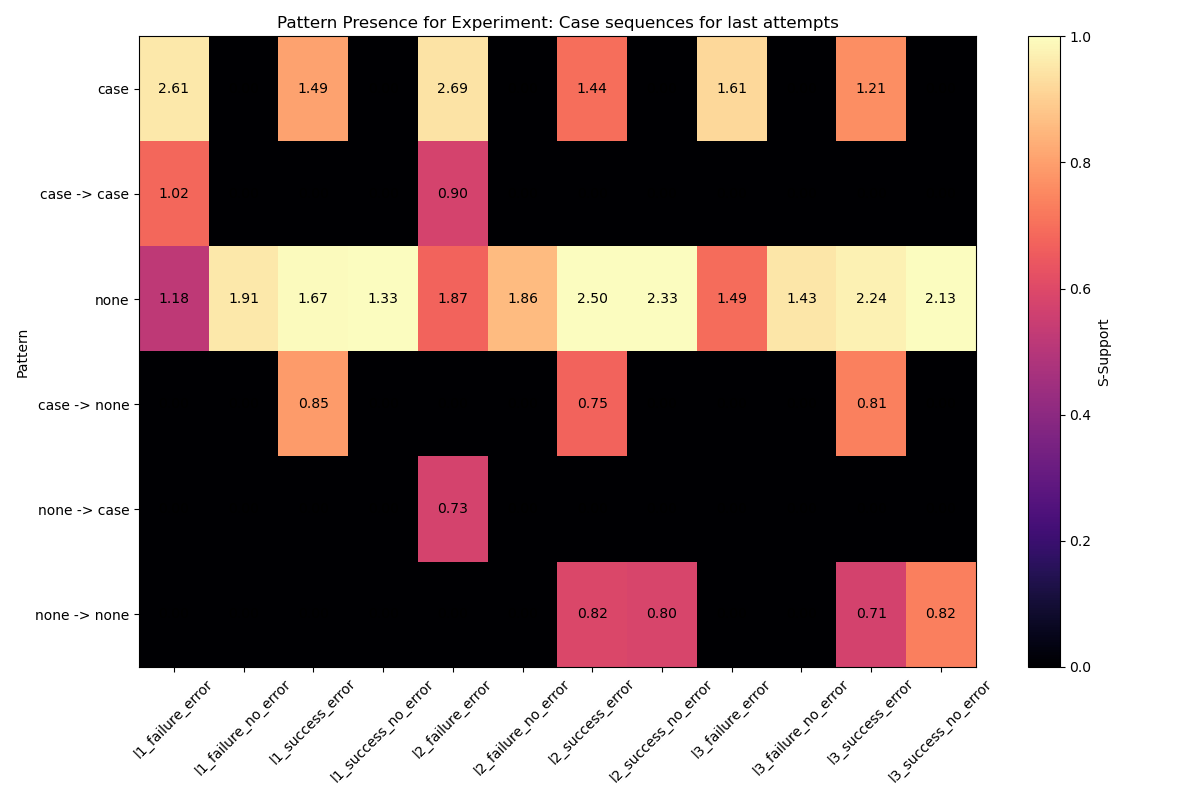 Pattern Presence for Experiment: Case sequences for last attempts
case 2.61 1.49 2.69 1.44 1.61 1.21
case -> case 1.02 0.90
none 1.18 1.91 1.67 1.33 1.87 1.86 2.50 2.33 1.49 1.43 2.24 2.13
case -> none 0.85 0.75 0.81
none -> case 0.73
none -> none 0.82 0.80 0.71 0.82
Pattern
l1_failure_error
l1_failure_no_error
l1_success_error
l1_success_no_error
l2_failure_error
l2_failure_no_error
l2_success_error
l2_success_no_error
l3_failure_error
l3_failure_no_error
l3_success_error
l3_success_no_error
1.0
0.8
0.6
0.4
0.2
0.0
S-Support